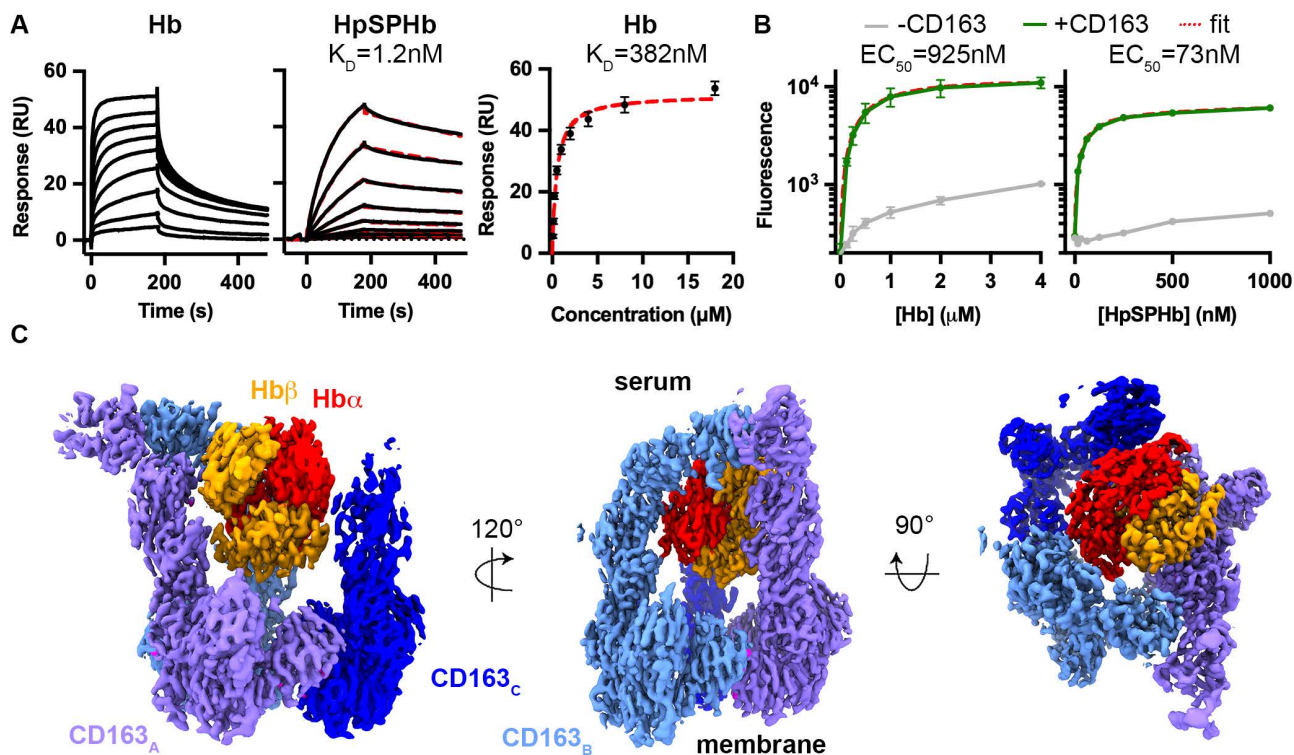 A
Hb
HpSPHb
K_D=1.2nM
Hb
K_D=382nM
Response (RU)
60
40
20
0
0 200 400
Time (s)
0 200 400
Time (s)
Response (RU)
60
40
20
0
0 5 10 15 20
Concentration (µM)
B
-CD163 +CD163 fit
EC50=925nM
EC50=73nM
Fluorescence
10^4
10^3
0 1 2 3 4
[Hb] (µM)
0 500 1000
[HpSPHb] (nM)
C
Hbβ
Hbα
serum
120°
90°
CD163_C
CD163_A
CD163_B
membrane